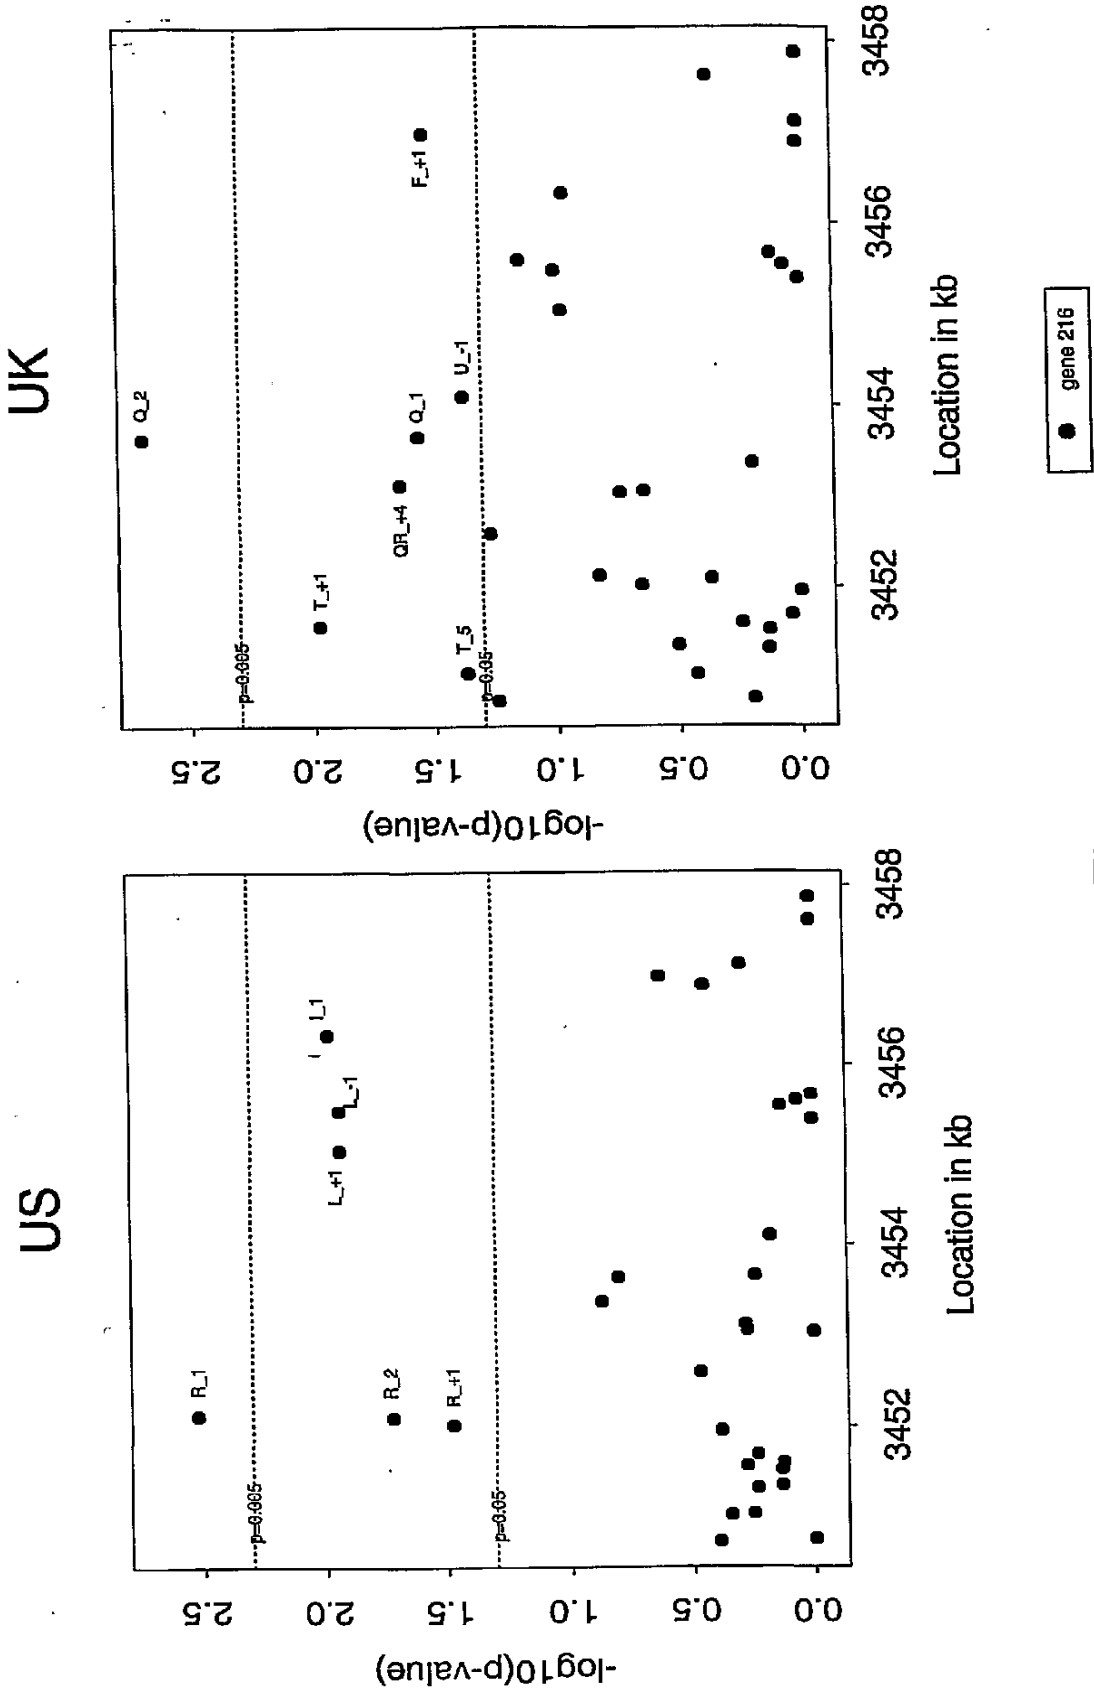 US
-log10(p-value)
2.5
2.0
1.5
1.0
0.5
0.0
p=0.005
p=0.05
R_1
R_2
R_+1
L_+1
L_-1
I_1
3452
3454
3456
3458
Location in kb
UK
-log10(p-value)
2.5
2.0
1.5
1.0
0.5
0.0
p=0.005
p=0.05
Q_2
T_+1
T_5
QR_+4
Q_1
U_-1
F_+1
3452
3454
3456
3458
Location in kb
gene 216